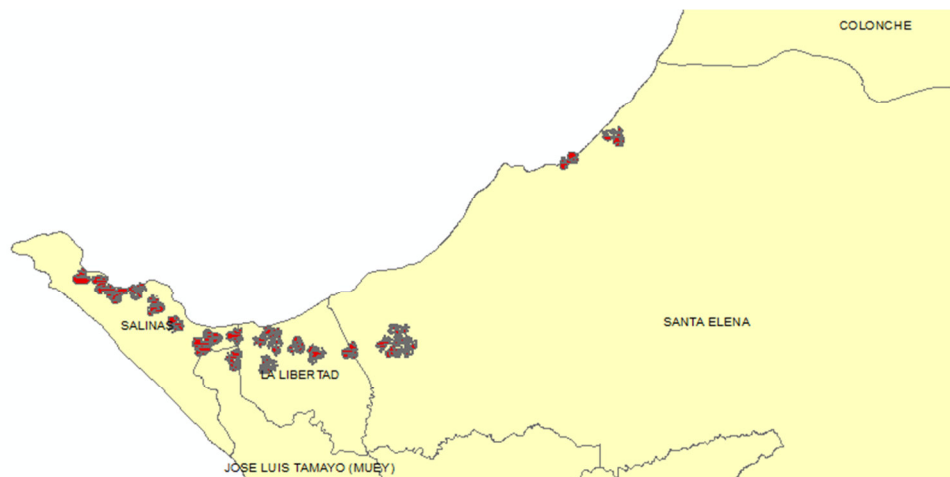 COLONCHE
SANTA ELENA
SALINAS
LA LIBERTAD
JOSE LUIS TAMAYO (MUEY)